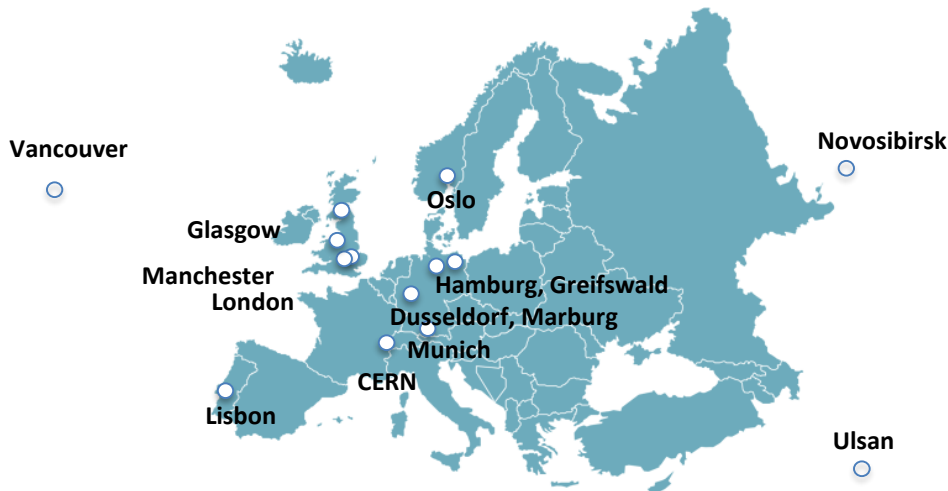 Vancouver
Novosibirsk
Oslo
Glasgow
Manchester
London
Hamburg, Greifswald
Dusseldorf, Marburg
Munich
CERN
Lisbon
Ulsan